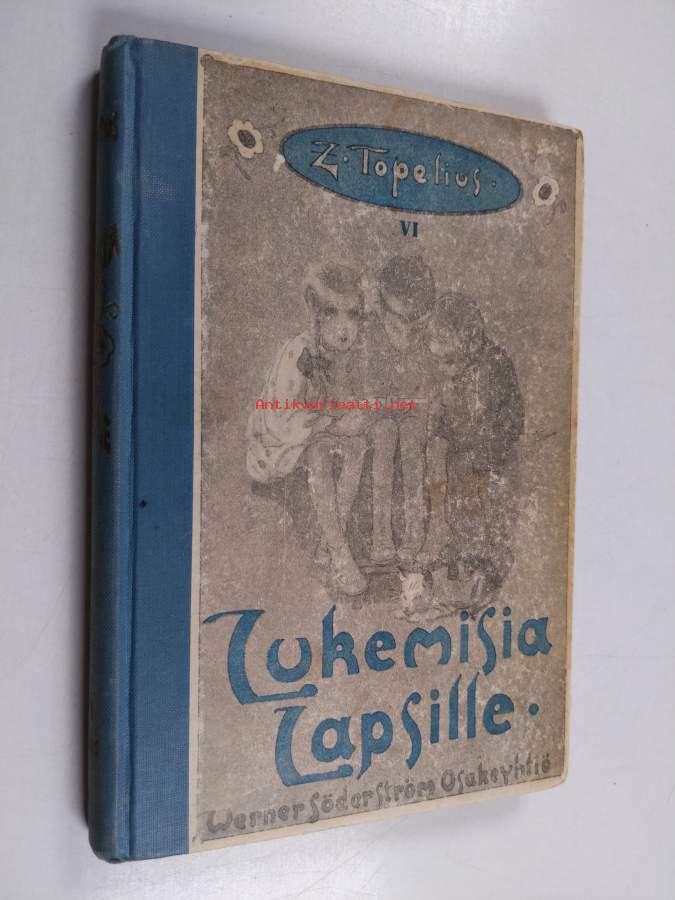 Z. Topelius.
VI
Antikvariaatti.net
Lukemisia
Lapsille.
Werner Söderström Osakeyhtiö